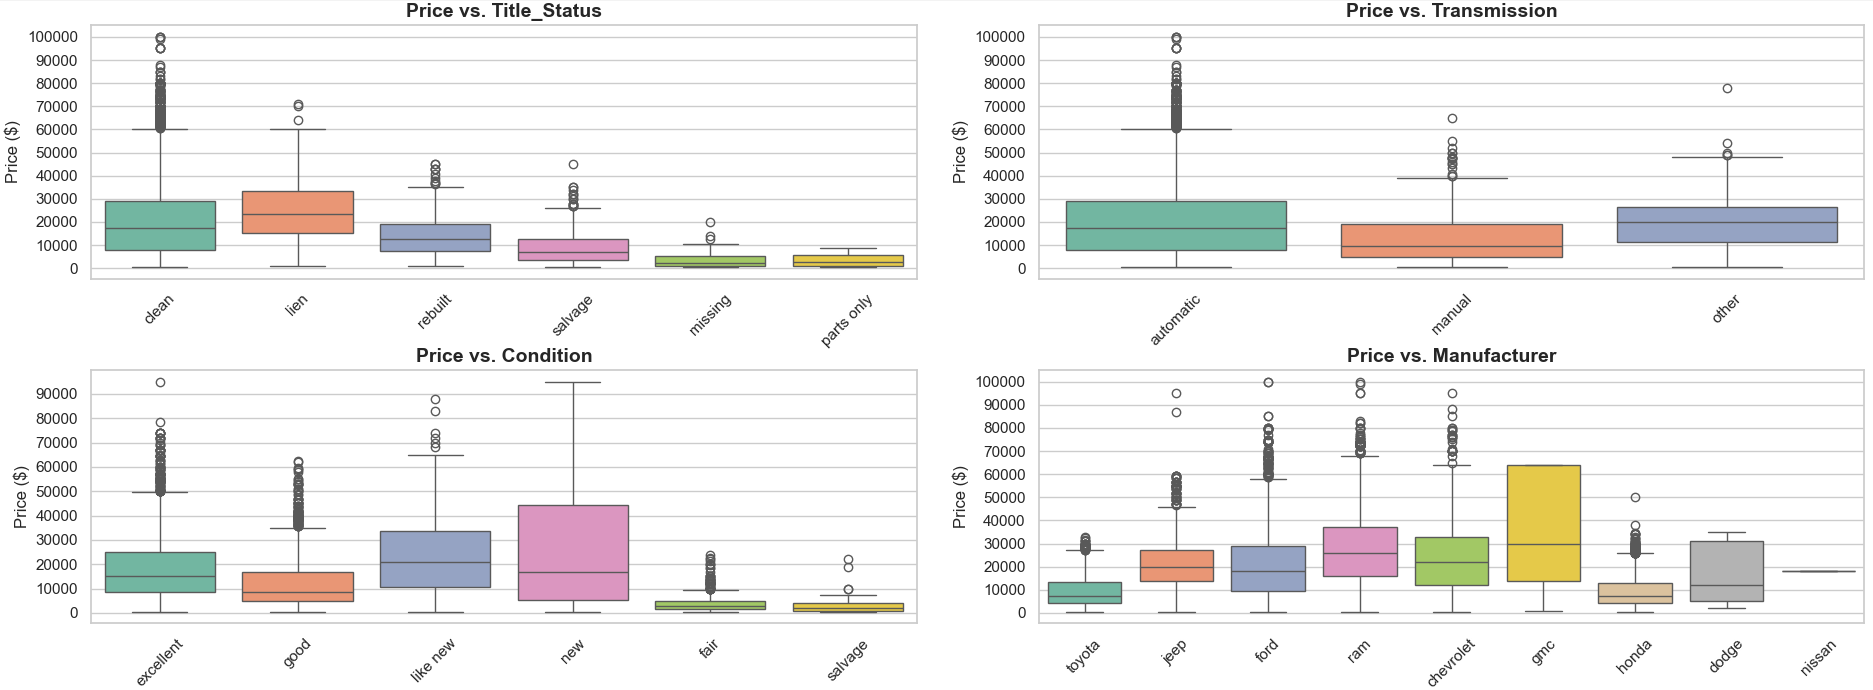 Price vs. Title_Status
Price ($)
100000
90000
80000
70000
60000
50000
40000
30000
20000
10000
0
clean
lien
rebuilt
salvage
missing
parts only
Price vs. Transmission
Price ($)
100000
90000
80000
70000
60000
50000
40000
30000
20000
10000
0
automatic
manual
other
Price vs. Condition
Price ($)
90000
80000
70000
60000
50000
40000
30000
20000
10000
0
excellent
good
like new
new
fair
salvage
Price vs. Manufacturer
Price ($)
100000
90000
80000
70000
60000
50000
40000
30000
20000
10000
0
toyota
jeep
ford
ram
chevrolet
gmc
honda
dodge
nissan